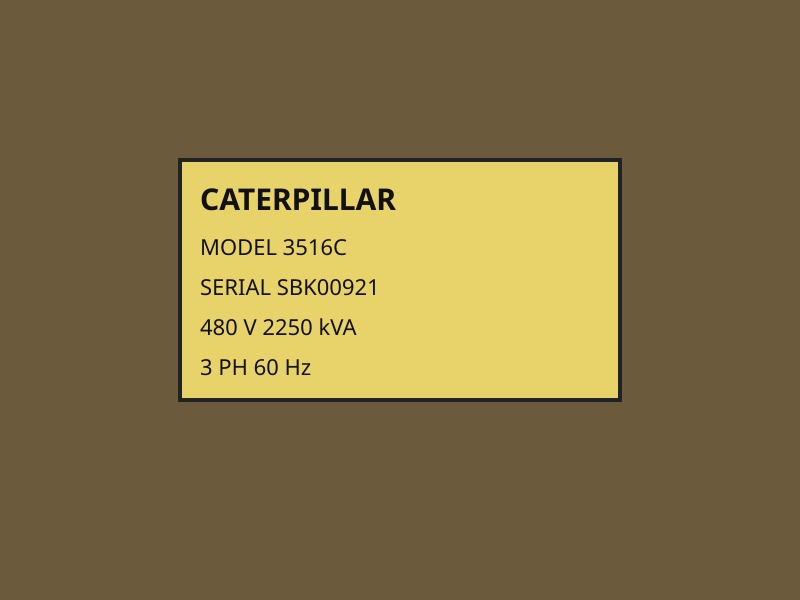 CATERPILLAR
MODEL 3516C
SERIAL SBK00921
480 V 2250 kVA
3 PH 60 Hz